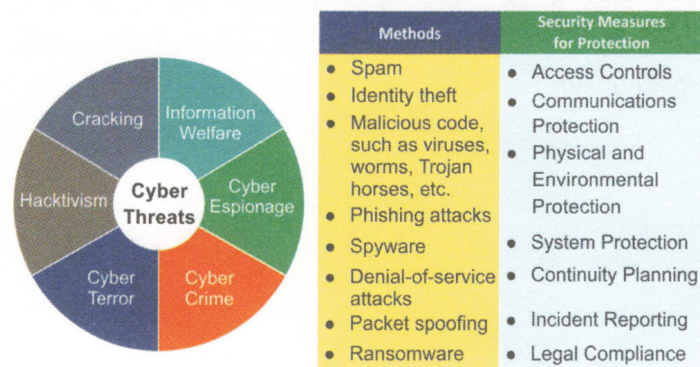 Cracking
Information
Welfare
Hacktivism
Cyber
Threats
Cyber
Espionage
Cyber
Terror
Cyber
Crime
Methods
• Spam
• Identity theft
• Malicious code,
such as viruses,
worms, Trojan
horses, etc.
• Phishing attacks
• Spyware
• Denial-of-service
attacks
• Packet spoofing
• Ransomware
Security Measures
for Protection
• Access Controls
• Communications
Protection
• Physical and
Environmental
Protection
• System Protection
• Continuity Planning
• Incident Reporting
• Legal Compliance